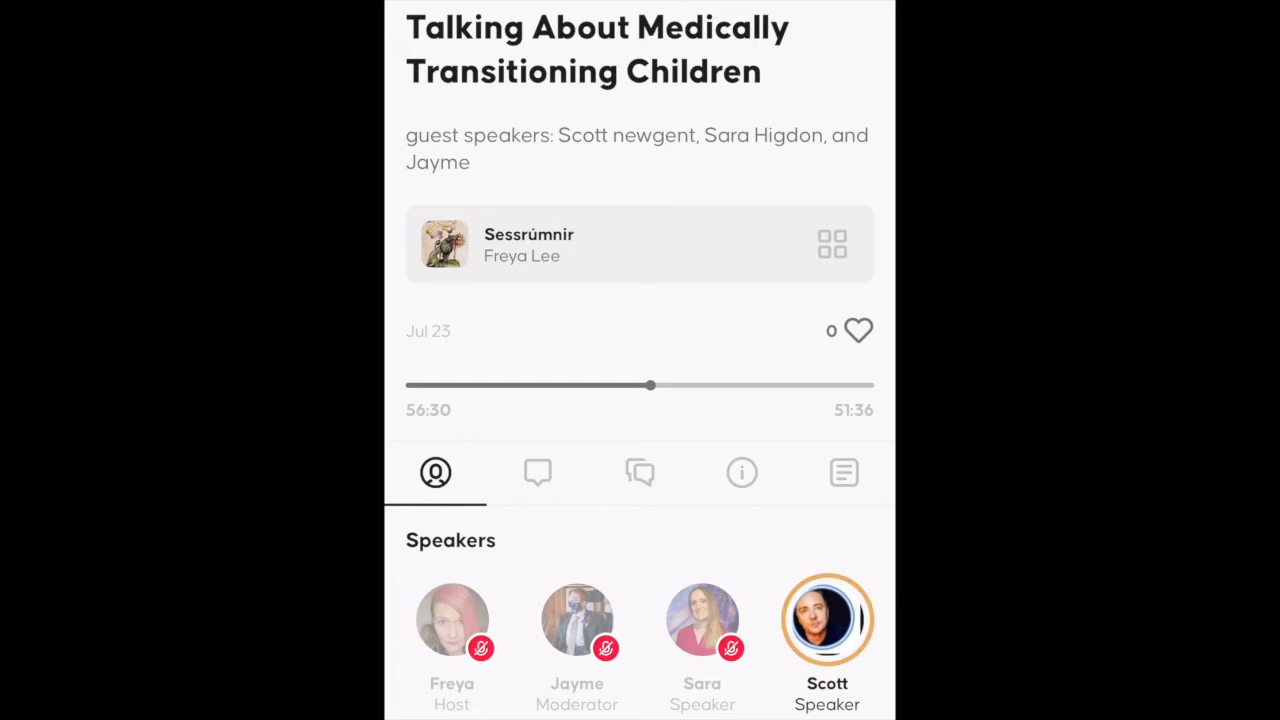 Talking About Medically
Transitioning Children
guest speakers: Scott newgent, Sara Higdon, and
Jayme
Sessrúmnir
Freya Lee
Jul 23
0
56:30
51:36
Speakers
Freya
Host
Jayme
Moderator
Sara
Speaker
Scott
Speaker